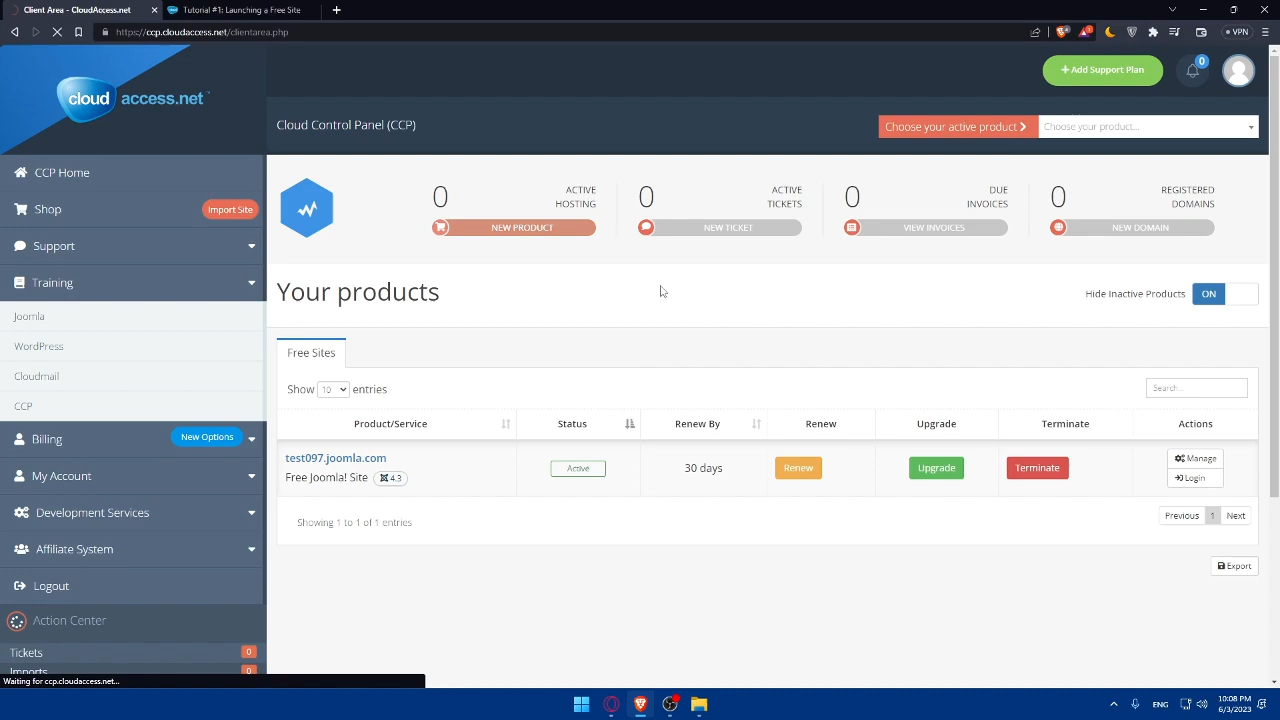 Client Area - CloudAccess.net
Tutorial #1: Launching a Free Site
https://ccp.cloudaccess.net/clientarea.php
4
1
VPN
cloud access.net
Add Support Plan
0
Cloud Control Panel (CCP)
Choose your active product
Choose your product...
CCP Home
Shop
Import Site
Support
Training
Joomla
WordPress
Cloudmail
CCP
Billing
New Options
My Account
Development Services
Affiliate System
Logout
Action Center
Tickets 0
Imports 0
0 ACTIVE HOSTING
NEW PRODUCT
0 ACTIVE TICKETS
NEW TICKET
0 DUE INVOICES
VIEW INVOICES
0 REGISTERED DOMAINS
NEW DOMAIN
Your products
Hide Inactive Products ON
Free Sites
Show 10 entries
Search...
Product/Service Status Renew By Renew Upgrade Terminate Actions
test097.joomla.com
Free Joomla! Site 4.3
Active
30 days
Renew
Upgrade
Terminate
Manage
Login
Showing 1 to 1 of 1 entries
Previous 1 Next
Export
Waiting for ccp.cloudaccess.net...
ENG
10:08 PM
6/3/2023